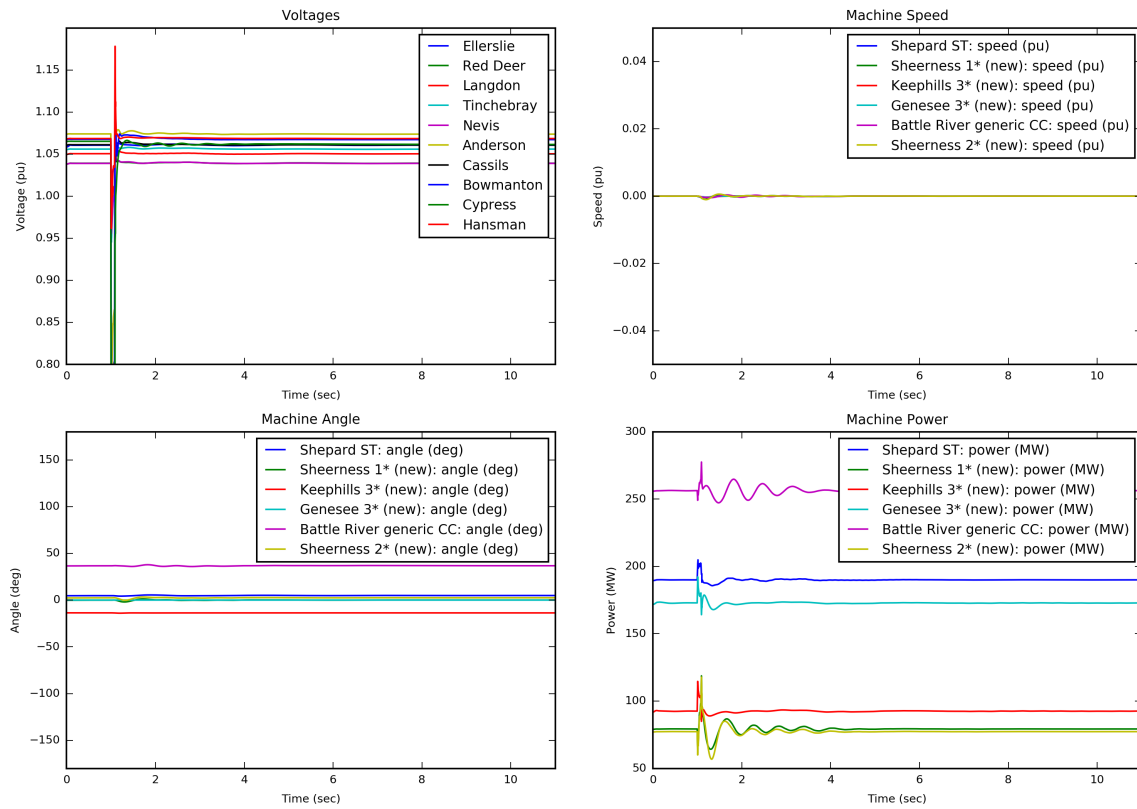 Voltages
Voltage (pu)
1.15
1.10
1.05
1.00
0.95
0.90
0.85
0.80
0
2
4
6
8
10
Time (sec)
Ellerslie
Red Deer
Langdon
Tinchebray
Nevis
Anderson
Cassils
Bowmanton
Cypress
Hansman
Machine Speed
Speed (pu)
0.04
0.02
0.00
−0.02
−0.04
0
2
4
6
8
10
Time (sec)
Shepard ST: speed (pu)
Sheerness 1* (new): speed (pu)
Keephills 3* (new): speed (pu)
Genesee 3* (new): speed (pu)
Battle River generic CC: speed (pu)
Sheerness 2* (new): speed (pu)
Machine Angle
Angle (deg)
150
100
50
0
−50
−100
−150
0
2
4
6
8
10
Time (sec)
Shepard ST: angle (deg)
Sheerness 1* (new): angle (deg)
Keephills 3* (new): angle (deg)
Genesee 3* (new): angle (deg)
Battle River generic CC: angle (deg)
Sheerness 2* (new): angle (deg)
Machine Power
Power (MW)
300
250
200
150
100
50
0
2
4
6
8
10
Time (sec)
Shepard ST: power (MW)
Sheerness 1* (new): power (MW)
Keephills 3* (new): power (MW)
Genesee 3* (new): power (MW)
Battle River generic CC: power (MW)
Sheerness 2* (new): power (MW)